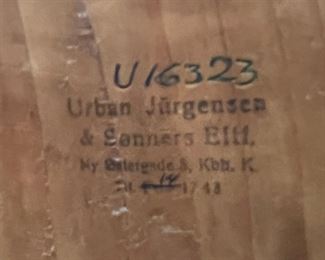 U16323
Urban Jürgensen
& Sønners Eftf.
Ny Østergade 8, Kbh. K.
14 1748